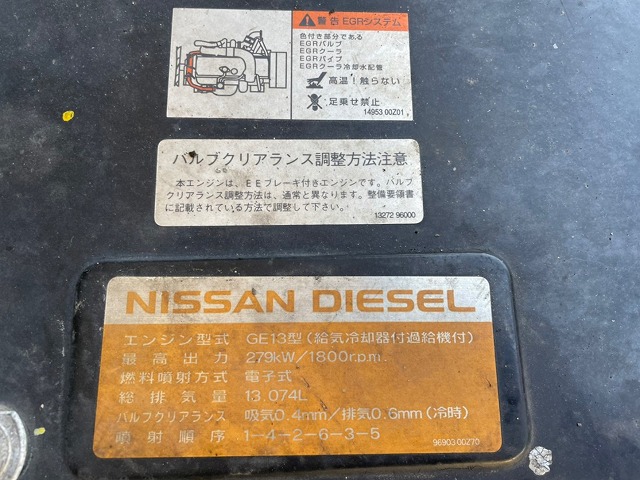 警告 EGRシステム
色付き部分である
EGRバルブ
EGRクーラ
EGRパイプ
EGRクーラ冷却水配管
高温!触らない
足乗せ禁止
14953 00Z01
バルブクリアランス調整方法注意
本エンジンは、EEブレーキ付きエンジンです。バルブ
クリアランス調整方法は、通常と異なります。整備要領書
に記載されている方法で調整して下さい。
13272 96000
NISSAN DIESEL
エンジン型式 GE13型(給気冷却器付過給機付)
最高出力 279kW/1800r.p.m.
燃料噴射方式 電子式
総排気量 13.074L
バルブクリアランス 吸気0.4mm/排気0.6mm(冷時)
噴射順序 1-4-2-6-3-5
96903 00Z70